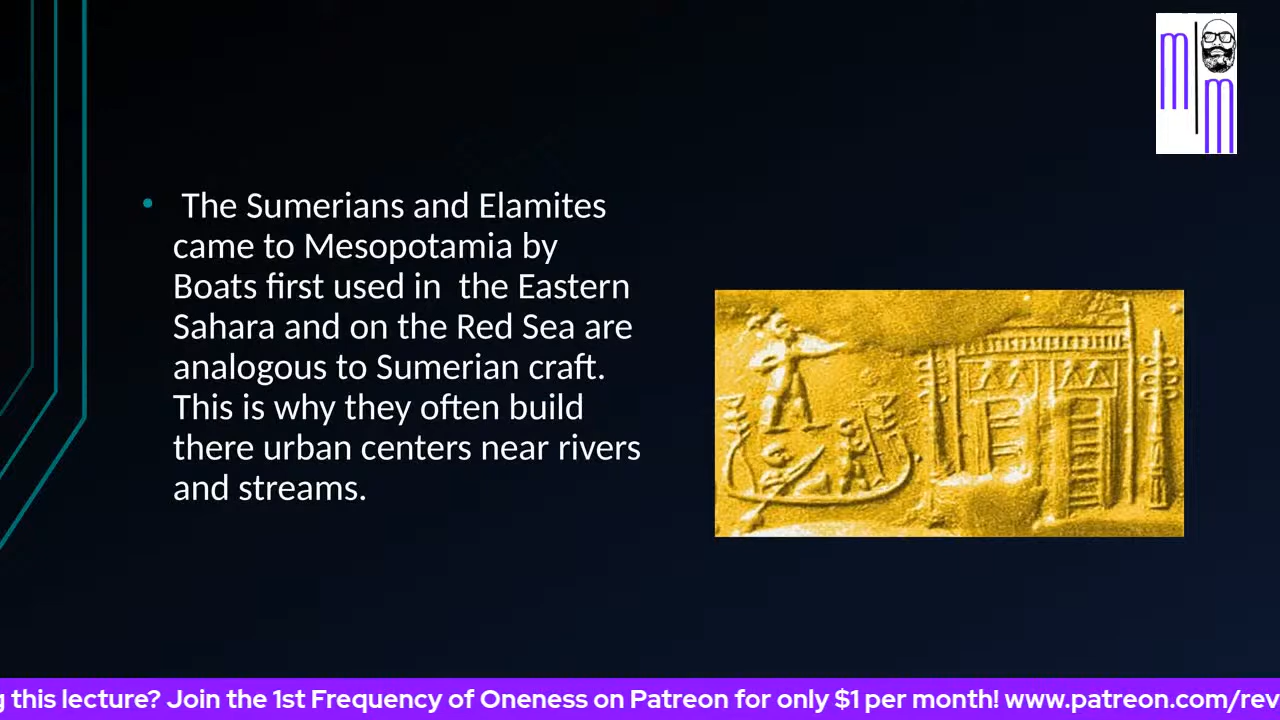 m
m
• The Sumerians and Elamites
came to Mesopotamia by
Boats first used in  the Eastern
Sahara and on the Red Sea are
analogous to Sumerian craft.
This is why they often build
there urban centers near rivers
and streams.
g this lecture? Join the 1st Frequency of Oneness on Patreon for only $1 per month! www.patreon.com/rev